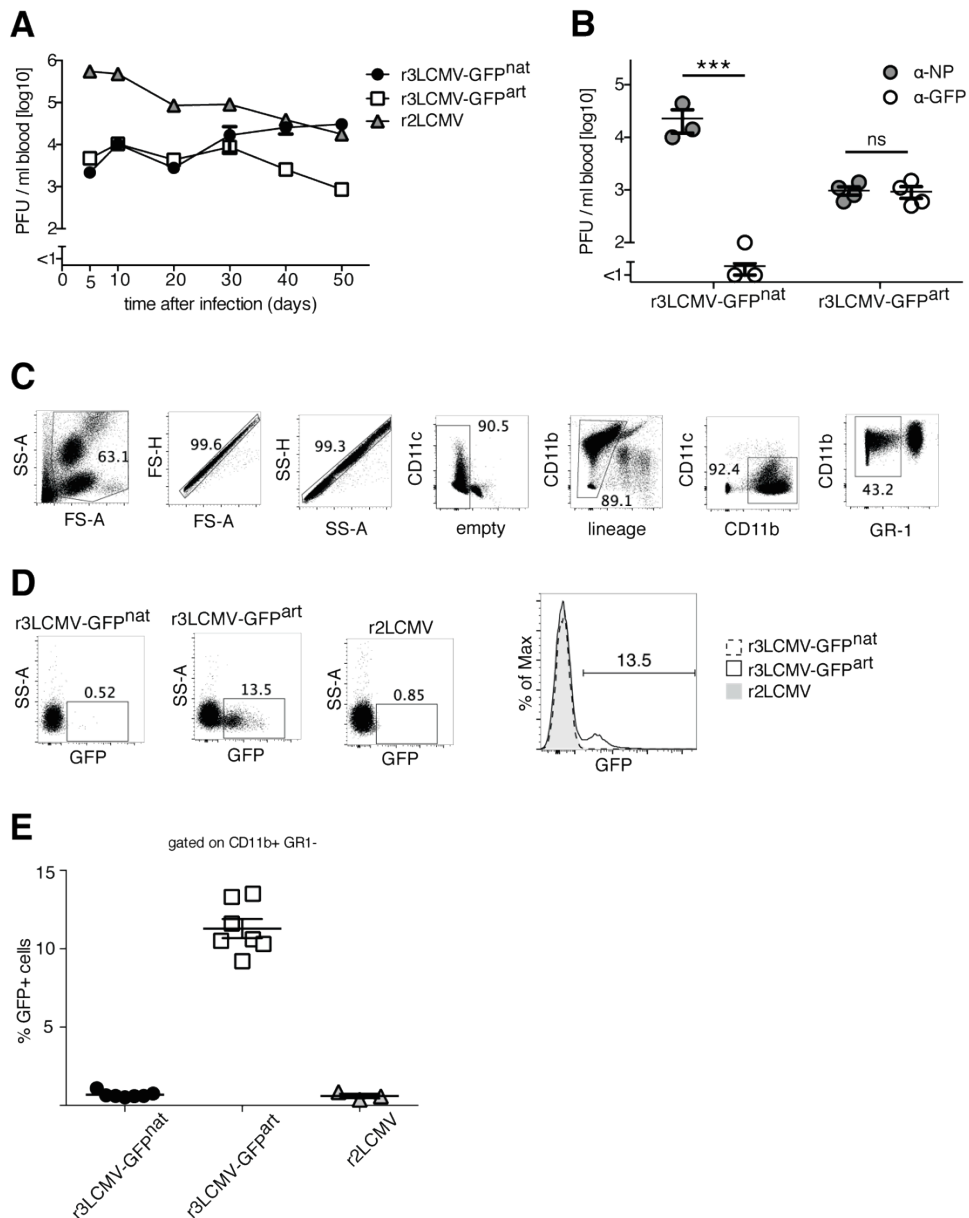 A
PFU / ml blood [log10]
6
5
4
3
2
<1
0 5 10 20 30 40 50
time after infection (days)
r3LCMV-GFPnat
r3LCMV-GFPart
r2LCMV
B
PFU / ml blood [log10]
5
4
3
2
<1
***
ns
α-NP
α-GFP
r3LCMV-GFPnat r3LCMV-GFPart
C
SS-A
63.1
FS-A
FS-H
99.6
FS-A
SS-H
99.3
SS-A
CD11c
90.5
empty
CD11b
89.1
lineage
CD11c
92.4
CD11b
CD11b
43.2
GR-1
D
r3LCMV-GFPnat
SS-A
0.52
GFP
r3LCMV-GFPart
SS-A
13.5
GFP
r2LCMV
SS-A
0.85
GFP
% of Max
13.5
GFP
r3LCMV-GFPnat
r3LCMV-GFPart
r2LCMV
E
gated on CD11b+ GR1-
% GFP+ cells
15
10
5
r3LCMV-GFPnat
r3LCMV-GFPart
r2LCMV